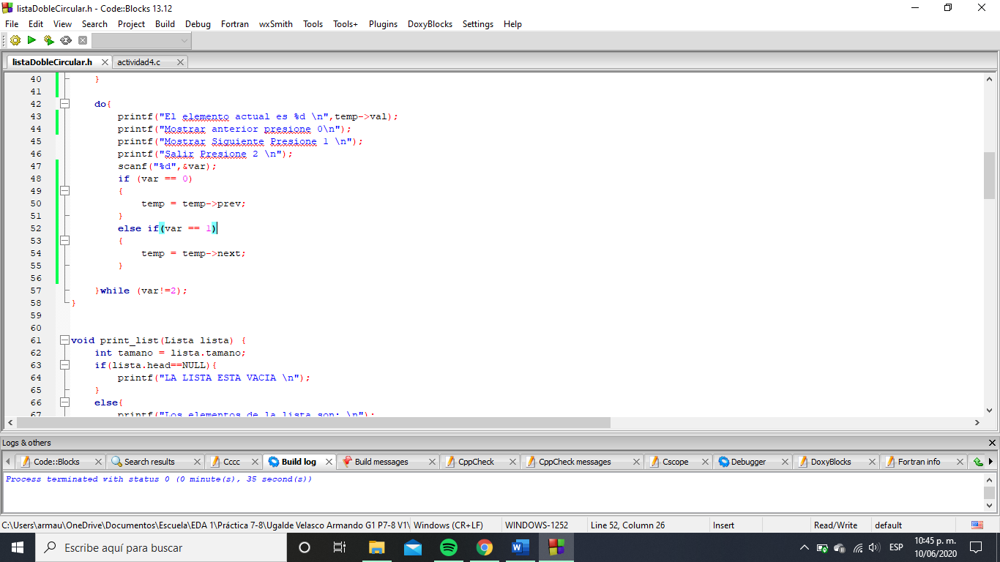 listaDobleCircular.h - Code::Blocks 13.12
File Edit View Search Project Build Debug Fortran wxSmith Tools Tools+ Plugins DoxyBlocks Settings Help
listaDobleCircular.h actividad4.c
40 }
41
42 do{
43 printf("El elemento actual es %d \n",temp->val);
44 printf("Mostrar anterior presione 0\n");
45 printf("Mostrar Siguiente Presione 1 \n");
46 printf("Salir Presione 2 \n");
47 scanf("%d",&var);
48 if (var == 0)
49 {
50 temp = temp->prev;
51 }
52 else if(var == 1)
53 {
54 temp = temp->next;
55 }
56
57 }while (var!=2);
58 }
59
60
61 void print_list(Lista lista) {
62 int tamano = lista.tamano;
63 if(lista.head==NULL){
64 printf("LA LISTA ESTA VACIA \n");
65 }
66 else{
67 printf("Los elementos de la lista son: \n");
Logs & others
Code::Blocks Search results Cccc Build log Build messages CppCheck CppCheck messages Cscope Debugger DoxyBlocks Fortran info
Process terminated with status 0 (0 minute(s), 35 second(s))
C:\Users\armau\OneDrive\Documentos\Escuela\EDA 1\Práctica 7-8\Ugalde Velasco Armando G1 P7-8 V1\ Windows (CR+LF) WINDOWS-1252 Line 52, Column 26 Insert Read/Write default
Escribe aquí para buscar
ESP
10:45 p. m.
10/06/2020